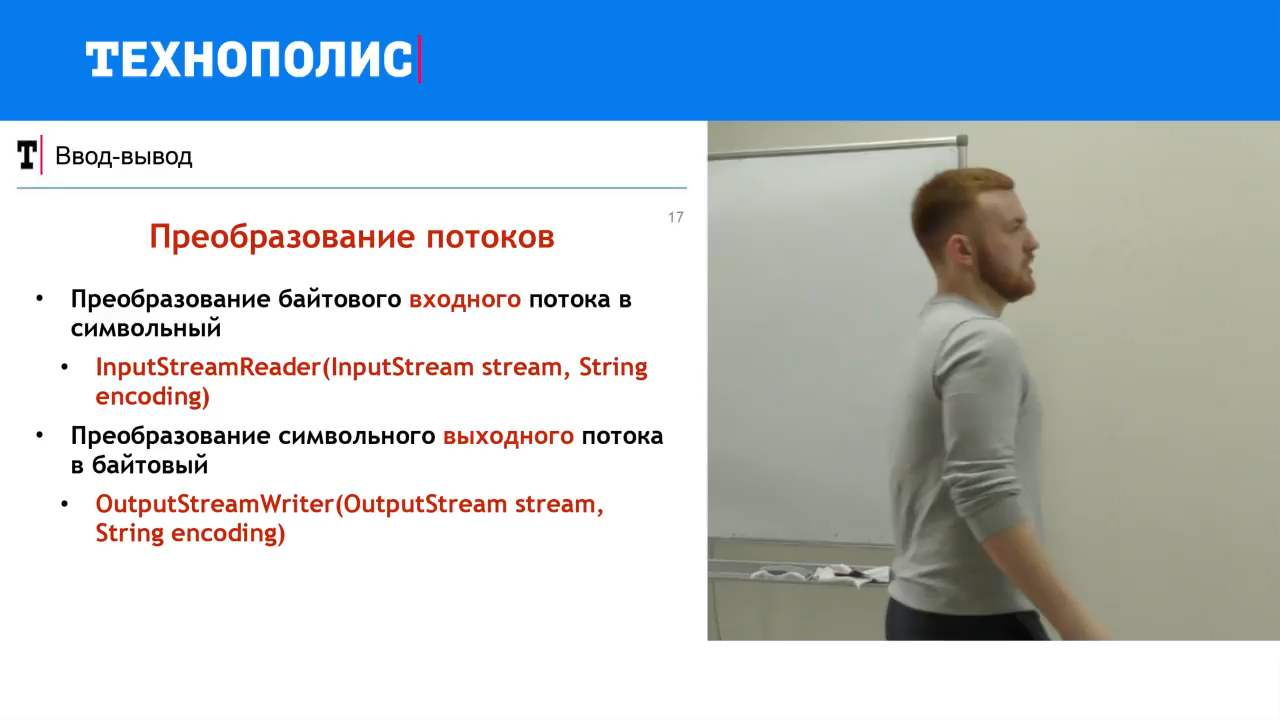 ТЕХНОПОЛИС
Т Ввод-вывод
17
Преобразование потоков
• Преобразование байтового входного потока в
символьный
• InputStreamReader(InputStream stream, String
encoding)
• Преобразование символьного выходного потока
в байтовый
• OutputStreamWriter(OutputStream stream,
String encoding)